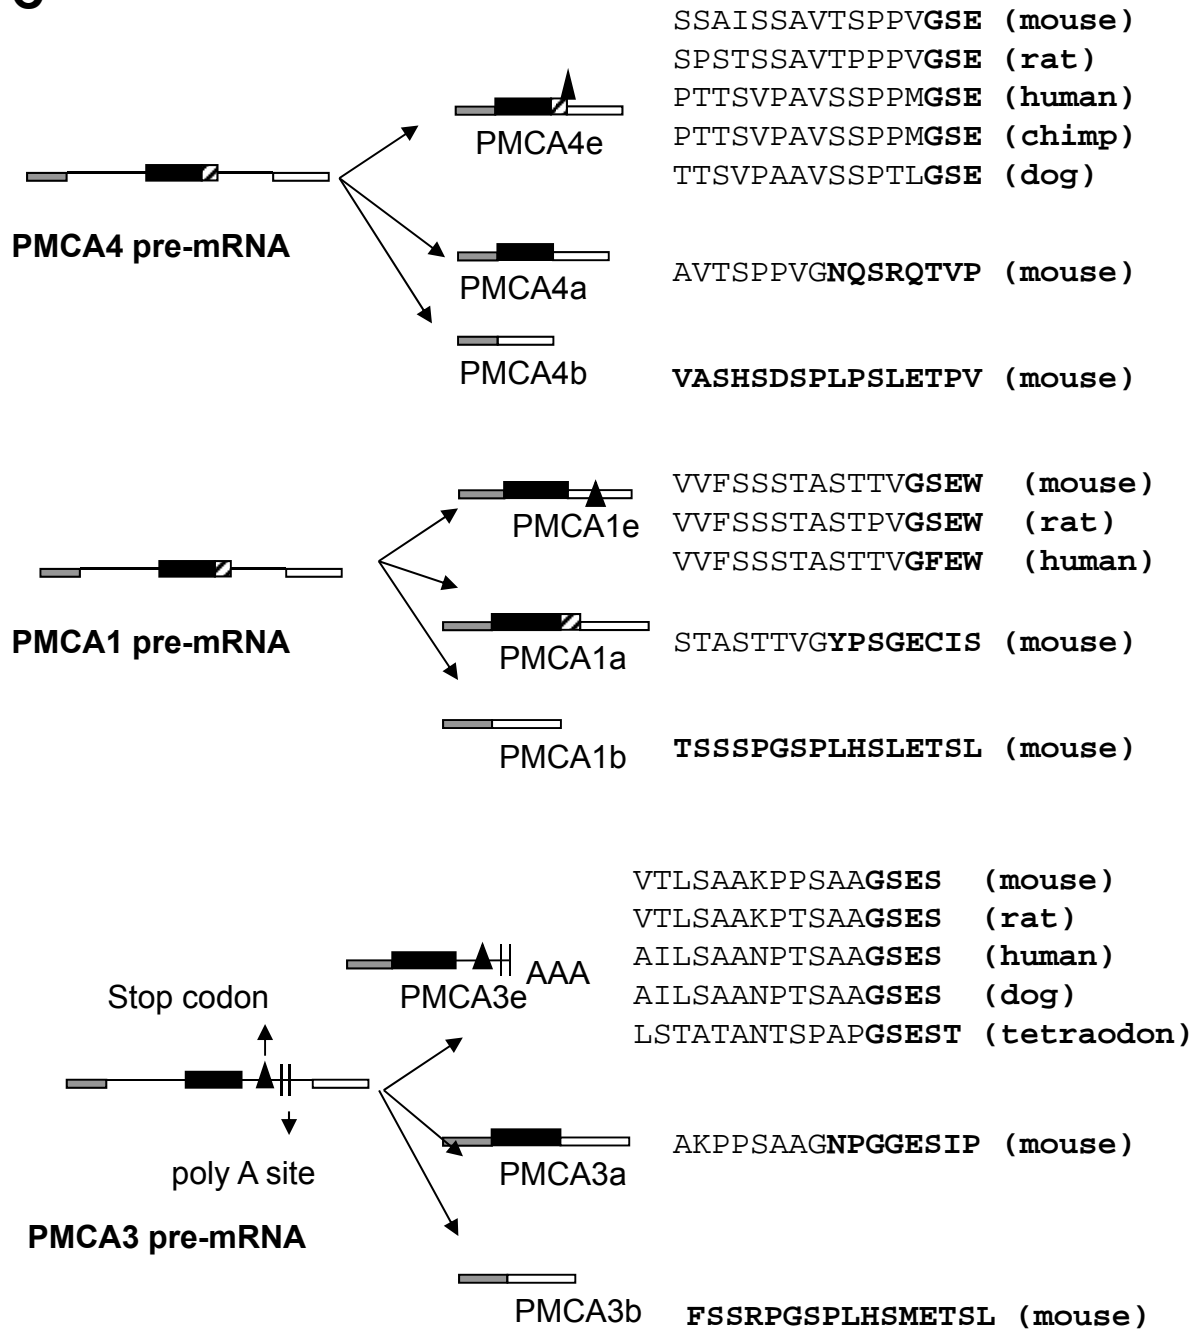 SSAISSAVTSPPVGSE (mouse)
SPSTSSAVTPPPVGSE (rat)
PTTSVPAVSSPPMGSE (human)
PTTSVPAVSSPPMGSE (chimp)
TTSVPAAVSSPTLGSE (dog)
PMCA4e
PMCA4 pre-mRNA
AVTSPPVGNQSRQTVP (mouse)
PMCA4a
VASHSDSPLPSLETPV (mouse)
PMCA4b
VVFSSSTASTTVGSEW (mouse)
VVFSSSTASTPVGSEW (rat)
VVFSSSTASTTVGFEW (human)
PMCA1e
PMCA1 pre-mRNA
STASTTVGYPSGECIS (mouse)
PMCA1a
TSSSPGSPLHSLETSL (mouse)
PMCA1b
VTLSAAKPPSAAGSES (mouse)
VTLSAAKPTSAAGSES (rat)
AILSAANPTSAAGSES (human)
AILSAANPTSAAGSES (dog)
LSTATANTSPAPGSEST (tetraodon)
AAA
PMCA3e
Stop codon
poly A site
PMCA3 pre-mRNA
AKPPSAAGNPGGESIP (mouse)
PMCA3a
FSSRPGSPLHSMETSL (mouse)
PMCA3b